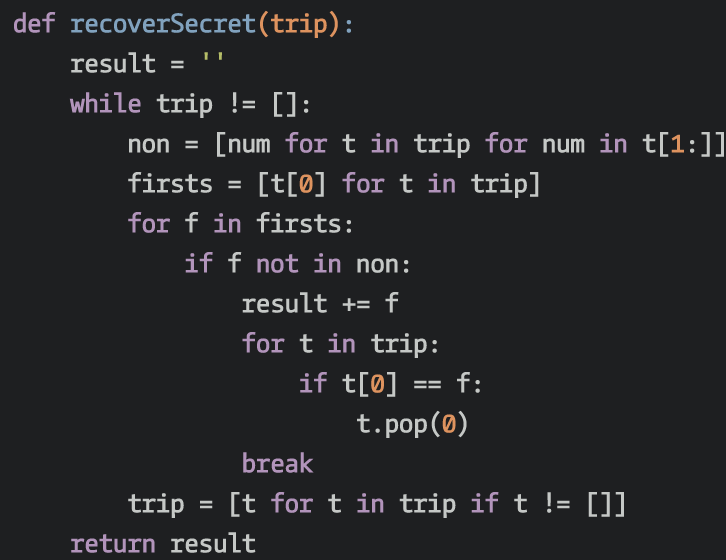 def recoverSecret(trip):
    result = ''
    while trip != []:
        non = [num for t in trip for num in t[1:]]
        firsts = [t[0] for t in trip]
        for f in firsts:
            if f not in non:
                result += f
                for t in trip:
                    if t[0] == f:
                        t.pop(0)
                break
        trip = [t for t in trip if t != []]
    return result